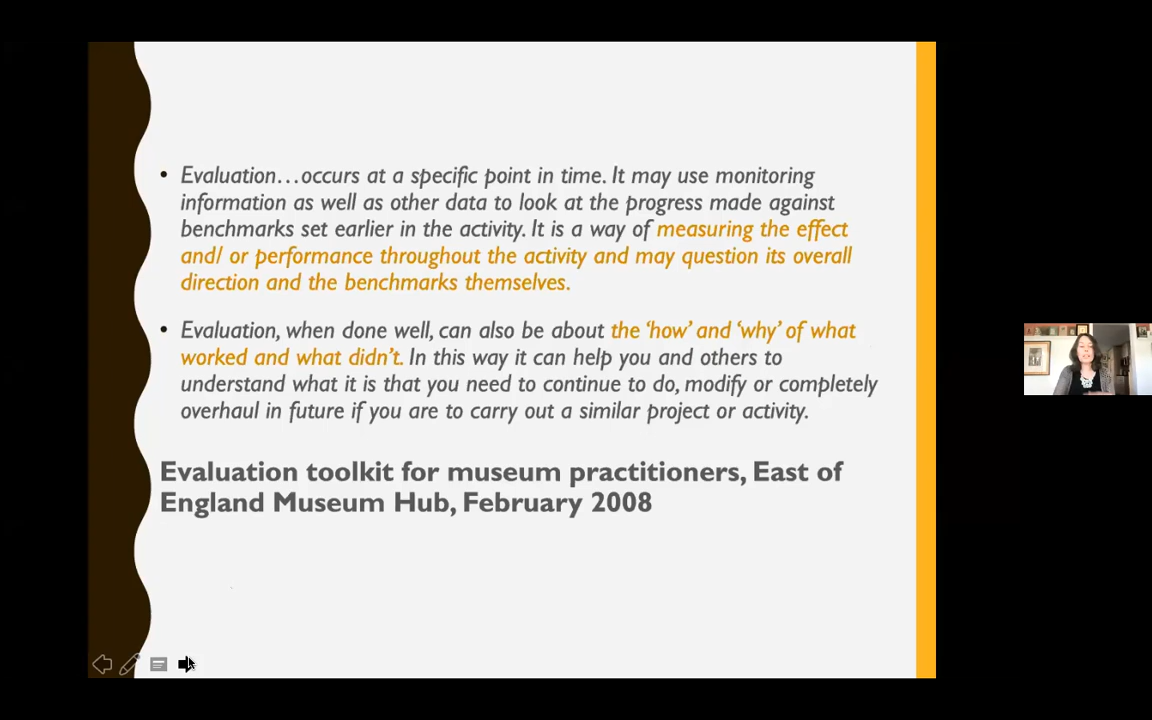 • Evaluation…occurs at a specific point in time. It may use monitoring
information as well as other data to look at the progress made against
benchmarks set earlier in the activity. It is a way of measuring the effect
and/ or performance throughout the activity and may question its overall
direction and the benchmarks themselves.
• Evaluation, when done well, can also be about the ‘how’ and ‘why’ of what
worked and what didn’t. In this way it can help you and others to
understand what it is that you need to continue to do, modify or completely
overhaul in future if you are to carry out a similar project or activity.
Evaluation toolkit for museum practitioners, East of
England Museum Hub, February 2008